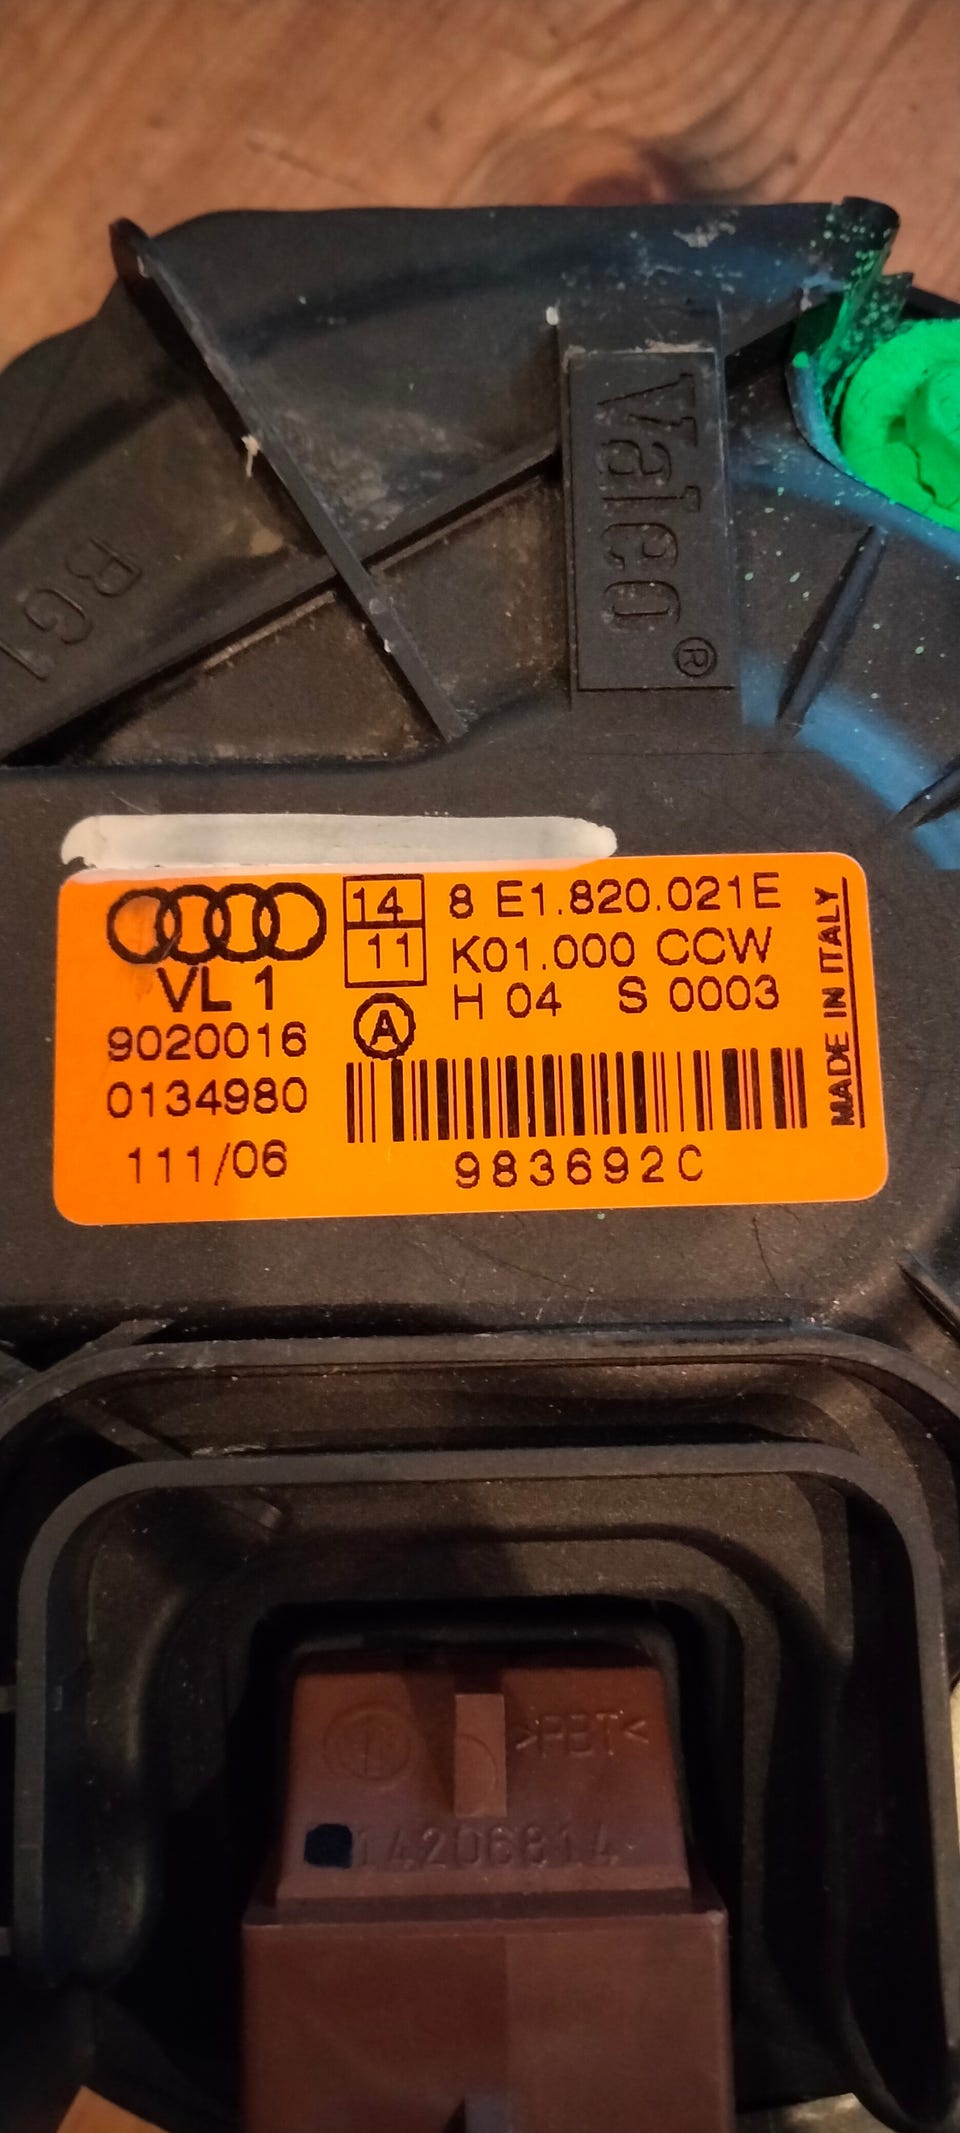 Valeo®
BG1
14
11
8 E1.820.021E
K01.000 CCW
H 04 S 0003
VL 1
A
9020016
0134980
111/06
983692C
MADE IN ITALY
>PBT<
14206814